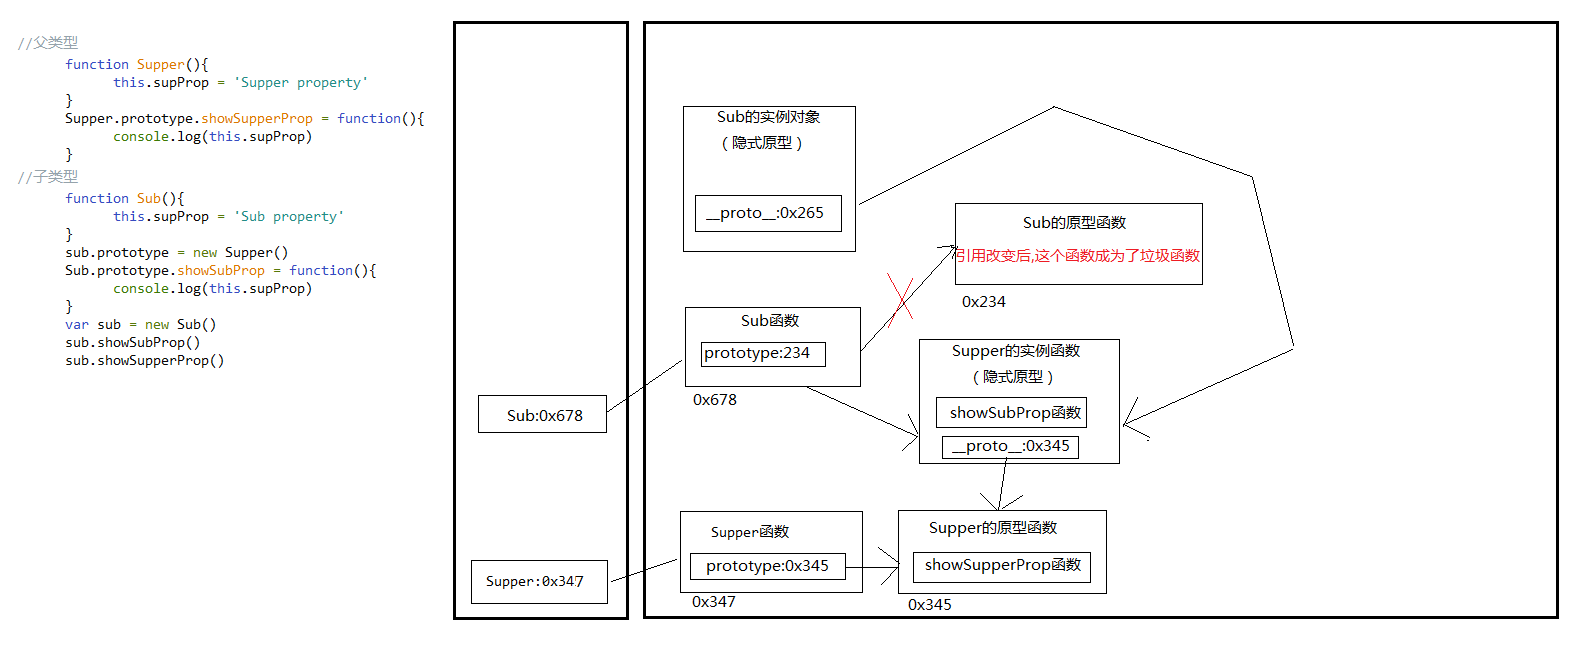 //父类型
function Supper(){
this.supProp = 'Supper property'
}
Supper.prototype.showSupperProp = function(){
console.log(this.supProp)
}
//子类型
function Sub(){
this.supProp = 'Sub property'
}
sub.prototype = new Supper()
Sub.prototype.showSubProp = function(){
console.log(this.supProp)
}
var sub = new Sub()
sub.showSubProp()
sub.showSupperProp()
Sub:0x678
Supper:0x347
Sub的实例对象
（隐式原型）
__proto__:0x265
Sub的原型函数
引用改变后,这个函数成为了垃圾函数
0x234
Sub函数
prototype:234
0x678
Supper的实例函数
（隐式原型）
showSubProp函数
__proto__:0x345
Supper函数
prototype:0x345
0x347
Supper的原型函数
showSupperProp函数
0x345